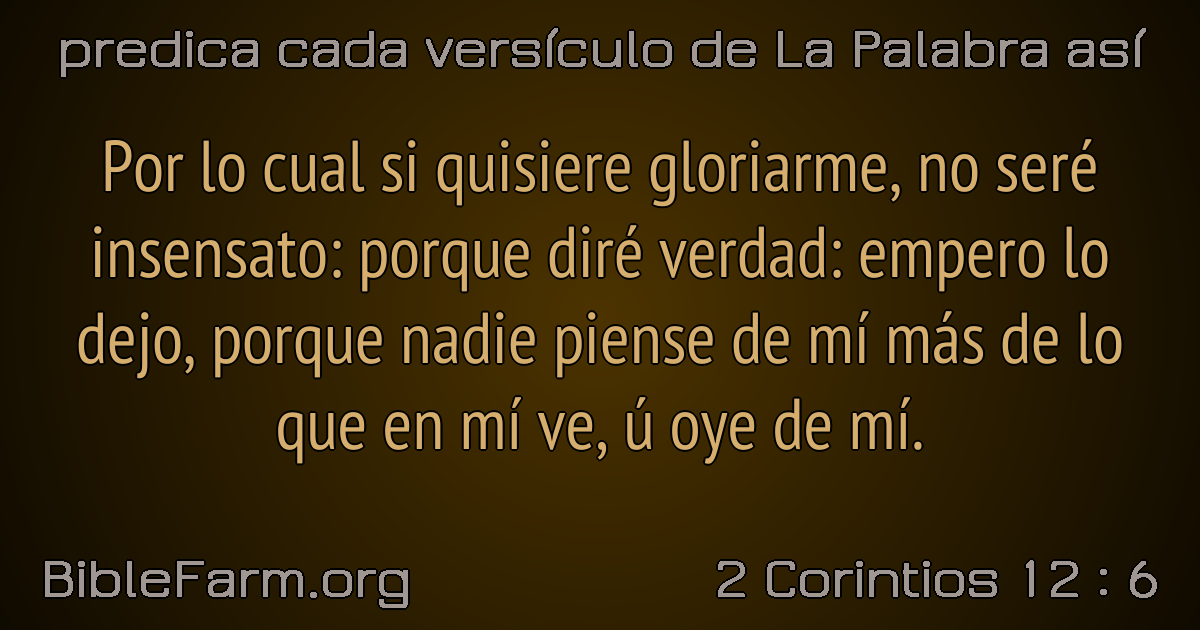 predica cada versículo de La Palabra así
Por lo cual si quisiere gloriarme, no seré
insensato: porque diré verdad: empero lo
dejo, porque nadie piense de mí más de lo
que en mí ve, ú oye de mí.
BibleFarm.org
2 Corintios 12 : 6